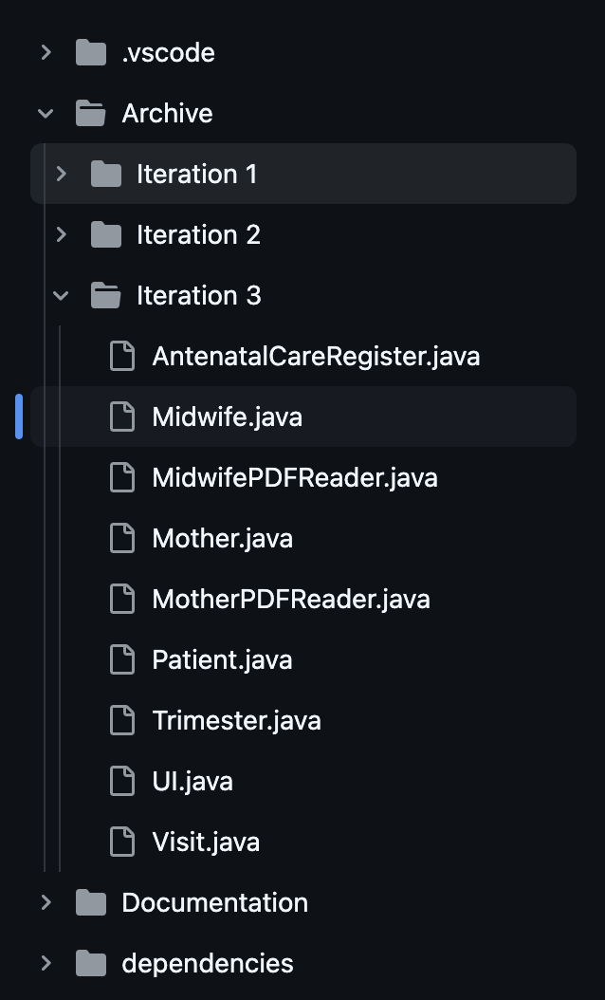 .vscode
Archive
Iteration 1
Iteration 2
Iteration 3
AntenatalCareRegister.java
Midwife.java
MidwifePDFReader.java
Mother.java
MotherPDFReader.java
Patient.java
Trimester.java
UI.java
Visit.java
Documentation
dependencies